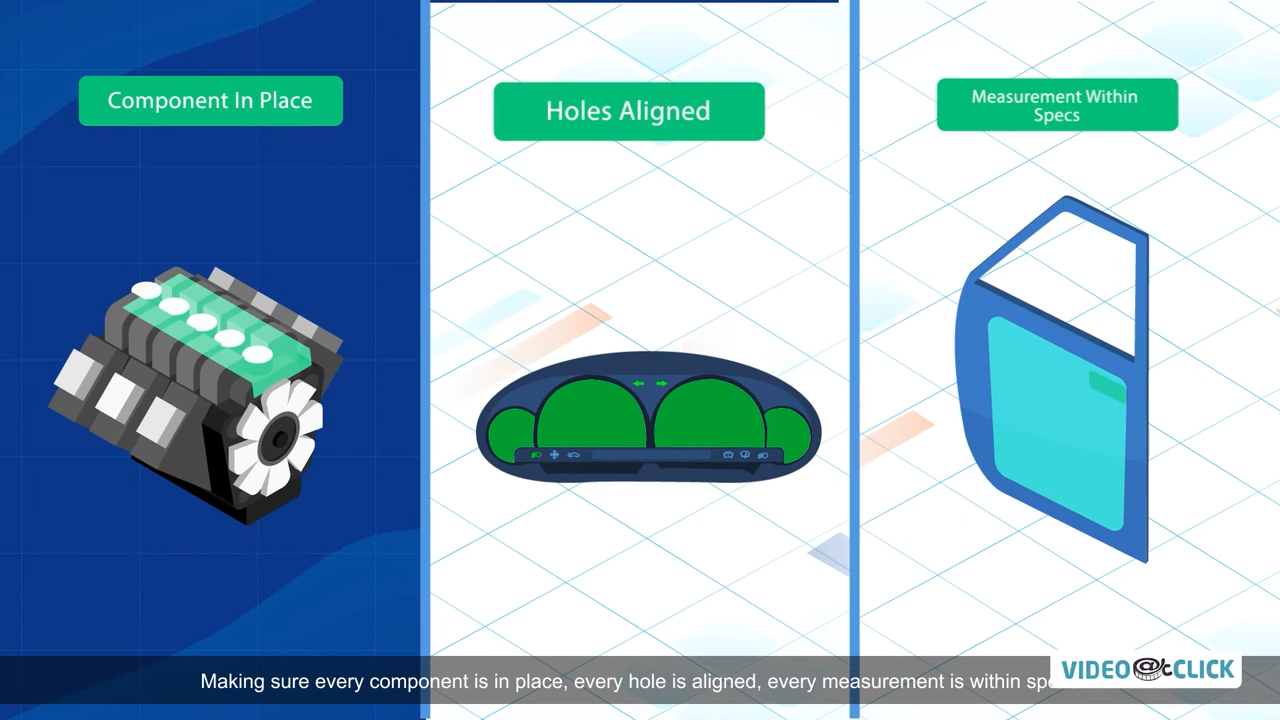 Component In Place
Holes Aligned
Measurement Within
Specs
Making sure every component is in place, every hole is aligned, every measurement is within
VIDEO@CLICK